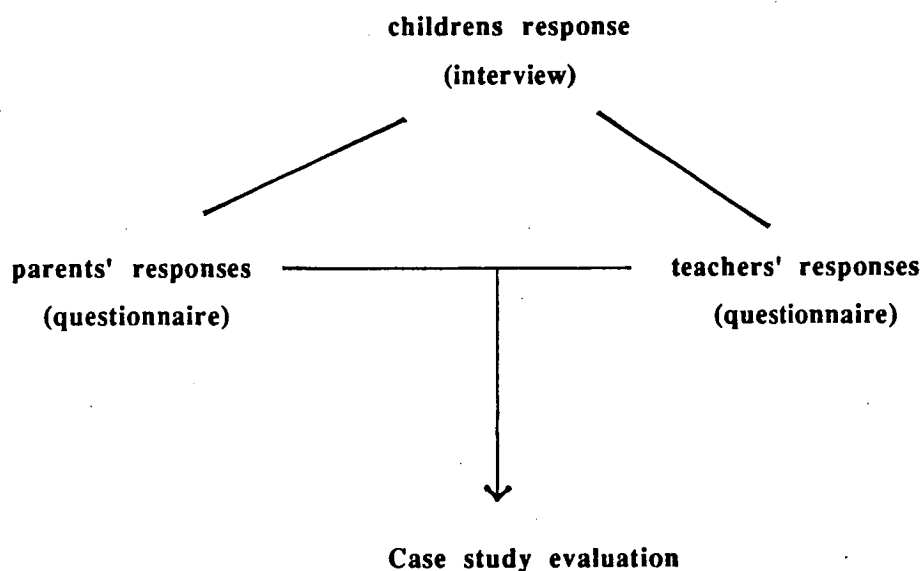 childrens response
(interview)
parents' responses
(questionnaire)
teachers' responses
(questionnaire)
Case study evaluation